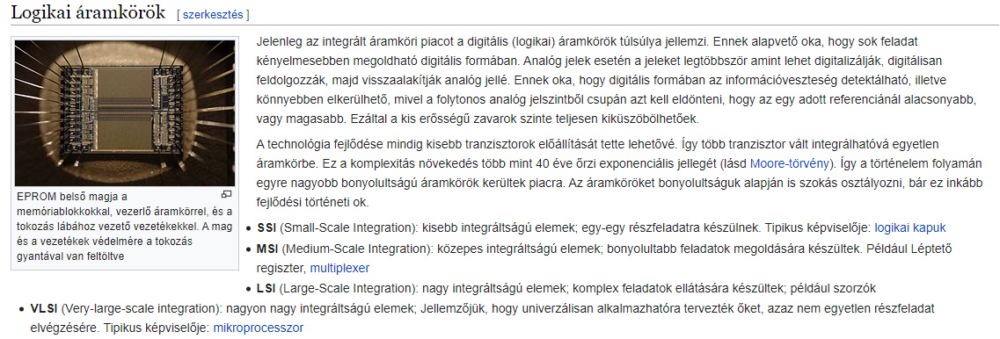 Logikai áramkörök [ szerkesztés ]
EPROM belső magja a
memóriablokkokkal, vezerlő áramkörrel, és a
tokozás lábához vezető vezetékekkel. A mag
és a vezetékek védelmére a tokozás
gyantával van feltöltve
Jelenleg az integrált áramköri piacot a digitális (logikai) áramkörök túlsúlya jellemzi. Ennek alapvető oka, hogy sok feladat
kényelmesebben megoldható digitális formában. Analóg jelek esetén a jeleket legtöbbször amint lehet digitalizálják, digitálisan
feldolgozzák, majd visszaalakítják analóg jellé. Ennek oka, hogy digitális formában az információveszteség detektálható, illetve
könnyebben elkerülhető, mivel a folytonos analóg jelszintből csupán azt kell eldönteni, hogy az egy adott referenciánál alacsonyabb,
vagy magasabb. Ezáltal a kis erősségű zavarok szinte teljesen kiküszöbölhetőek.
A technológia fejlődése mindig kisebb tranzisztorok előállítását tette lehetővé. Így több tranzisztor vált integrálhatóvá egyetlen
áramkörbe. Ez a komplexitás növekedés több mint 40 éve őrzi exponenciális jellegét (lásd Moore-törvény). Így a történelem folyamán
egyre nagyobb bonyolultságú áramkörök kerültek piacra. Az áramköröket bonyolultságuk alapján is szokás osztályozni, bár ez inkább
fejlődési történeti ok.
• SSI (Small-Scale Integration): kisebb integráltságú elemek; egy-egy részfeladatra készülnek. Tipikus képviselője: logikai kapuk
• MSI (Medium-Scale Integration): közepes integráltságú elemek; bonyolultabb feladatok megoldására készültek. Például Léptető
regiszter, multiplexer
• LSI (Large-Scale Integration): nagy integráltságú elemek; komplex feladatok ellátására készültek; például szorzók
• VLSI (Very-large-scale integration): nagyon nagy integráltságú elemek; Jellemzőjük, hogy univerzálisan alkalmazhatóra tervezték őket, azaz nem egyetlen részfeladat
elvégzésére. Tipikus képviselője: mikroprocesszor